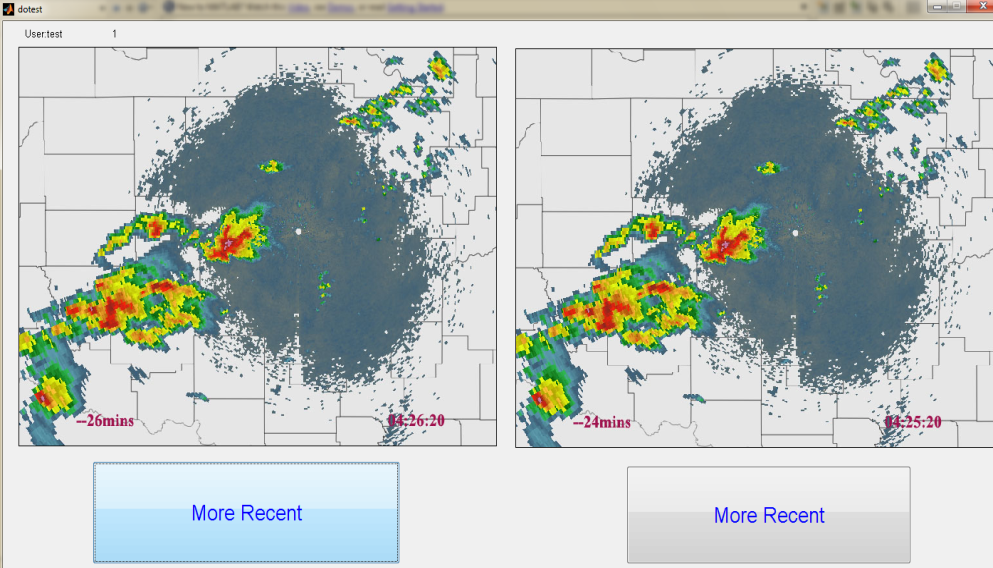 dotest
User:test 1
--26mins 04:26:20
--24mins 04:25:20
More Recent
More Recent